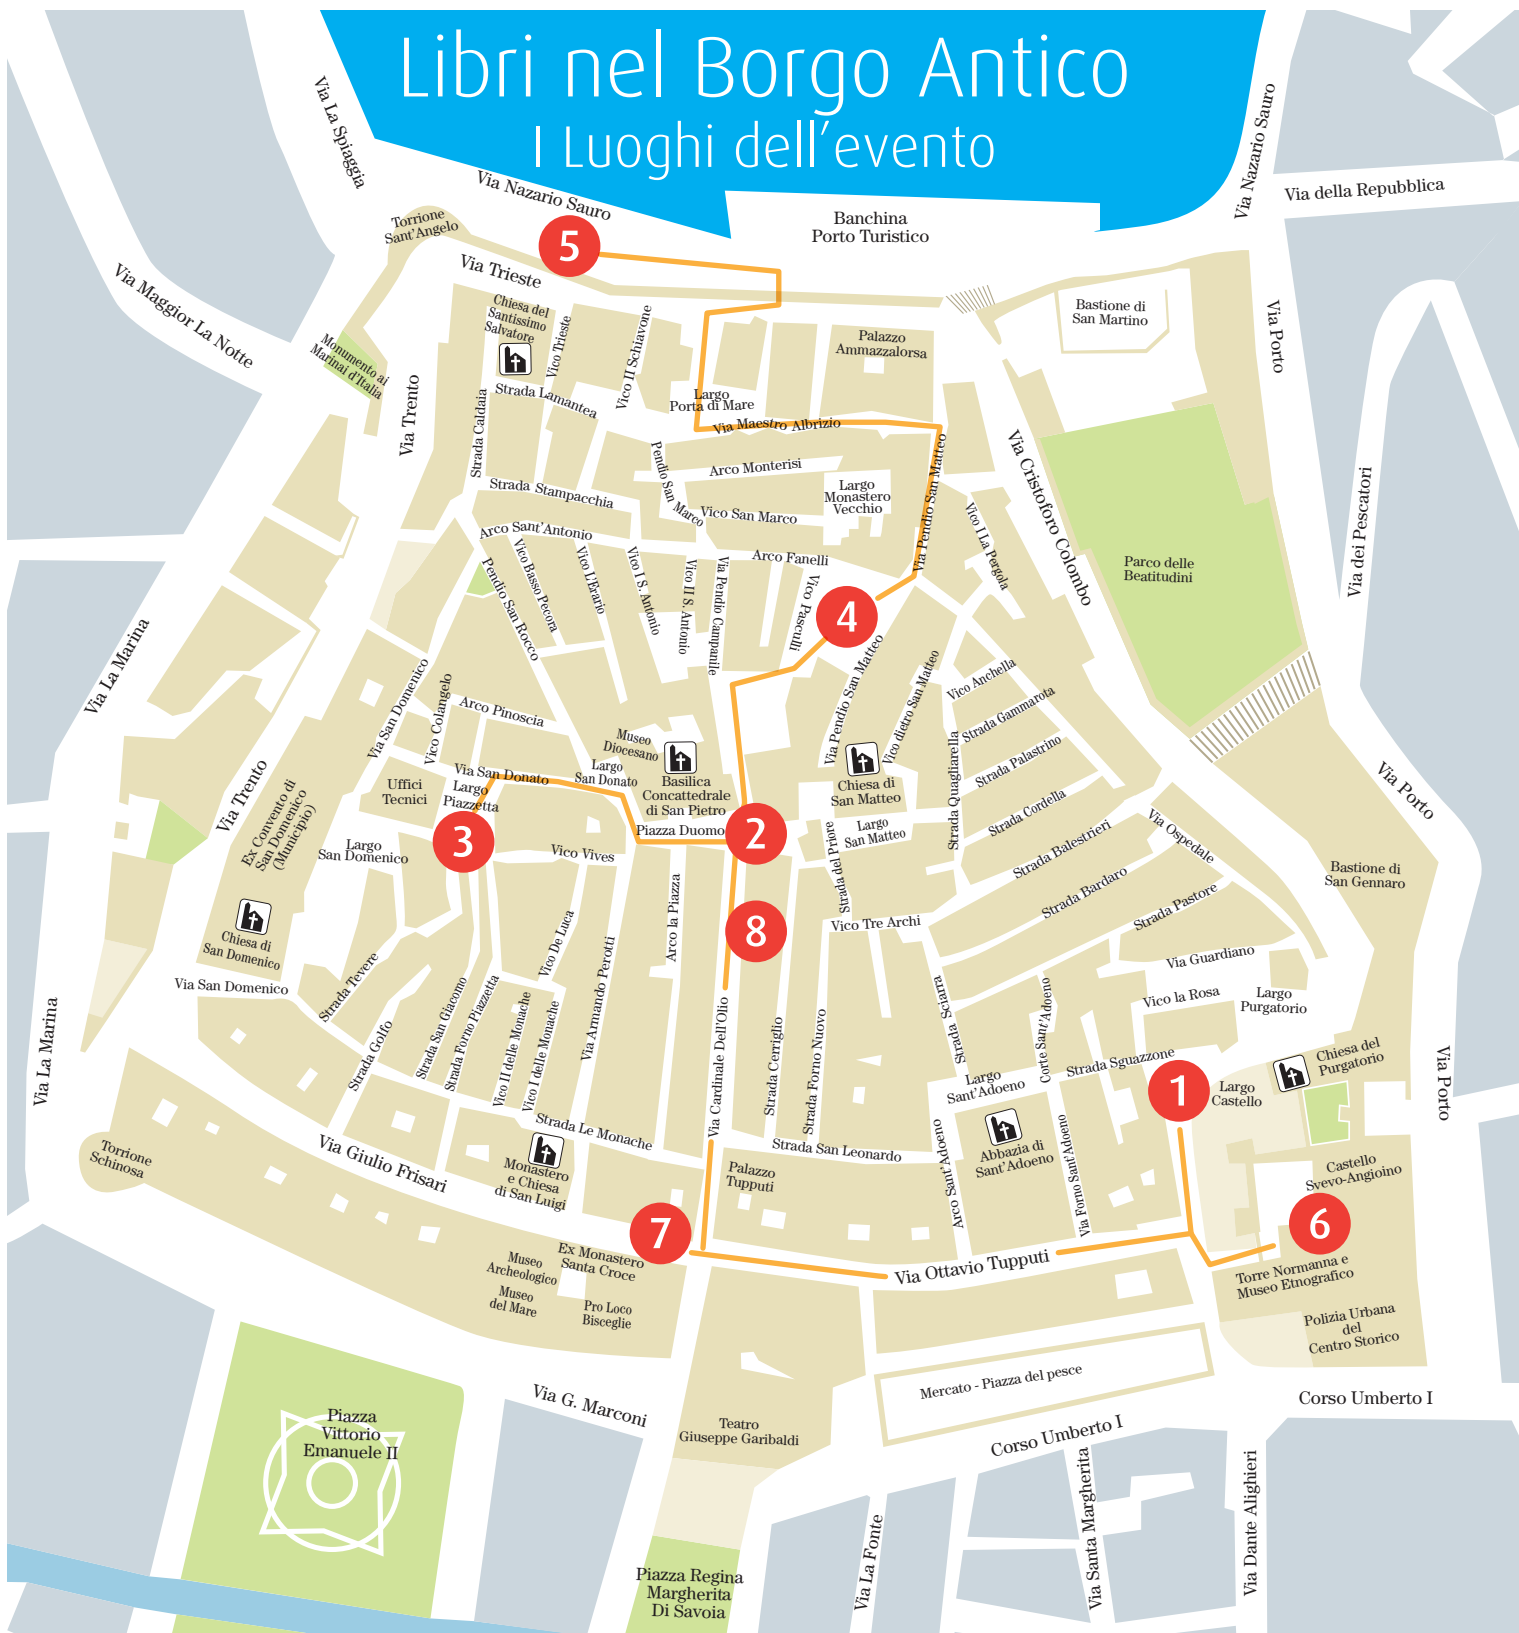 Libri nel Borgo Antico
I Luoghi dell'evento
Via La Spiaggia
Via Nazario Sauro
Via Nazario Sauro
Via della Repubblica
Banchina
Porto Turistico
Torrione
Sant'Angelo
5
Via Trieste
Via Maggior La Notte
Chiesa del
Santissimo
Salvatore
Vico Trieste
Vico II Schiavone
Palazzo
Ammazzalorsa
Bastione di
San Martino
Via Porto
Monumento ai
Marinai d'Italia
Via Trento
Strada Caldaia
Strada Lamantea
Largo
Porta di Mare
Via Maestro Albrizio
Via Pendio San Matteo
Via Cristoforo Colombo
Pendio San Marco
Arco Monterisi
Largo
Monastero
Vecchio
Strada Stampacchia
Vico San Marco
Vico I La Pergola
Via dei Pescatori
Arco Sant'Antonio
Arco Fanelli
Parco delle
Beatitudini
Pendio San Rocco
Vico Basso Pecora
Vico L'Erario
Vico I S. Antonio
Vico II S. Antonio
Via Pendio Campanile
Vico Pasculli
4
Via La Marina
Via San Domenico
Vico Colangelo
Arco Pinoscia
Via Pendio San Matteo
Vico dietro San Matteo
Vico Anchella
Strada Gammarota
Strada Palastrino
Strada Quagliarella
Museo
Diocesano
Largo
San Donato
Via San Donato
Basilica
Concattedrale
di San Pietro
Chiesa di
San Matteo
Uffici
Tecnici
Largo
Piazzetta
Via Trento
Ex Convento di
San Domenico
(Municipio)
Strada Cordella
Via Porto
Piazza Duomo
2
3
Largo
San Matteo
Strada del Priore
Strada Balestrieri
Via Ospedale
Largo
San Domenico
Vico Vives
Strada Bardaro
Bastione di
San Gennaro
Arco la Piazza
8
Vico Tre Archi
Strada Pastore
Chiesa di
San Domenico
Via San Domenico
Strada Tevere
Vico De Luca
Via Armando Perotti
Via Guardiano
Vico la Rosa
Largo
Purgatorio
Strada Golfo
Strada San Giacomo
Strada Forno Piazzetta
Vico II delle Monache
Vico I delle Monache
Via Cardinale Dell'Olio
Strada Cerriglio
Strada Forno Nuovo
Strada Sciarra
Corte Sant'Adoeno
Strada Sguazzone
Chiesa del
Purgatorio
Via La Marina
Via Porto
Largo
Sant'Adoeno
1
Largo
Castello
Strada Le Monache
Strada San Leonardo
Arco Sant'Adoeno
Abbazia di
Sant'Adoeno
Via Forno Sant'Adoeno
Torrione
Schinosa
Via Giulio Frisari
Monastero
e Chiesa
di San Luigi
Palazzo
Tupputi
Castello
Svevo-Angioino
7
6
Ex Monastero
Santa Croce
Museo
Archeologico
Museo
del Mare
Pro Loco
Bisceglie
Via Ottavio Tupputi
Torre Normanna e
Museo Etnografico
Polizia Urbana
del
Centro Storico
Mercato - Piazza del pesce
Corso Umberto I
Via G. Marconi
Piazza
Vittorio
Emanuele II
Teatro
Giuseppe Garibaldi
Corso Umberto I
Via Santa Margherita
Via Dante Alighieri
Via La Fonte
Piazza Regina
Margherita
Di Savoia